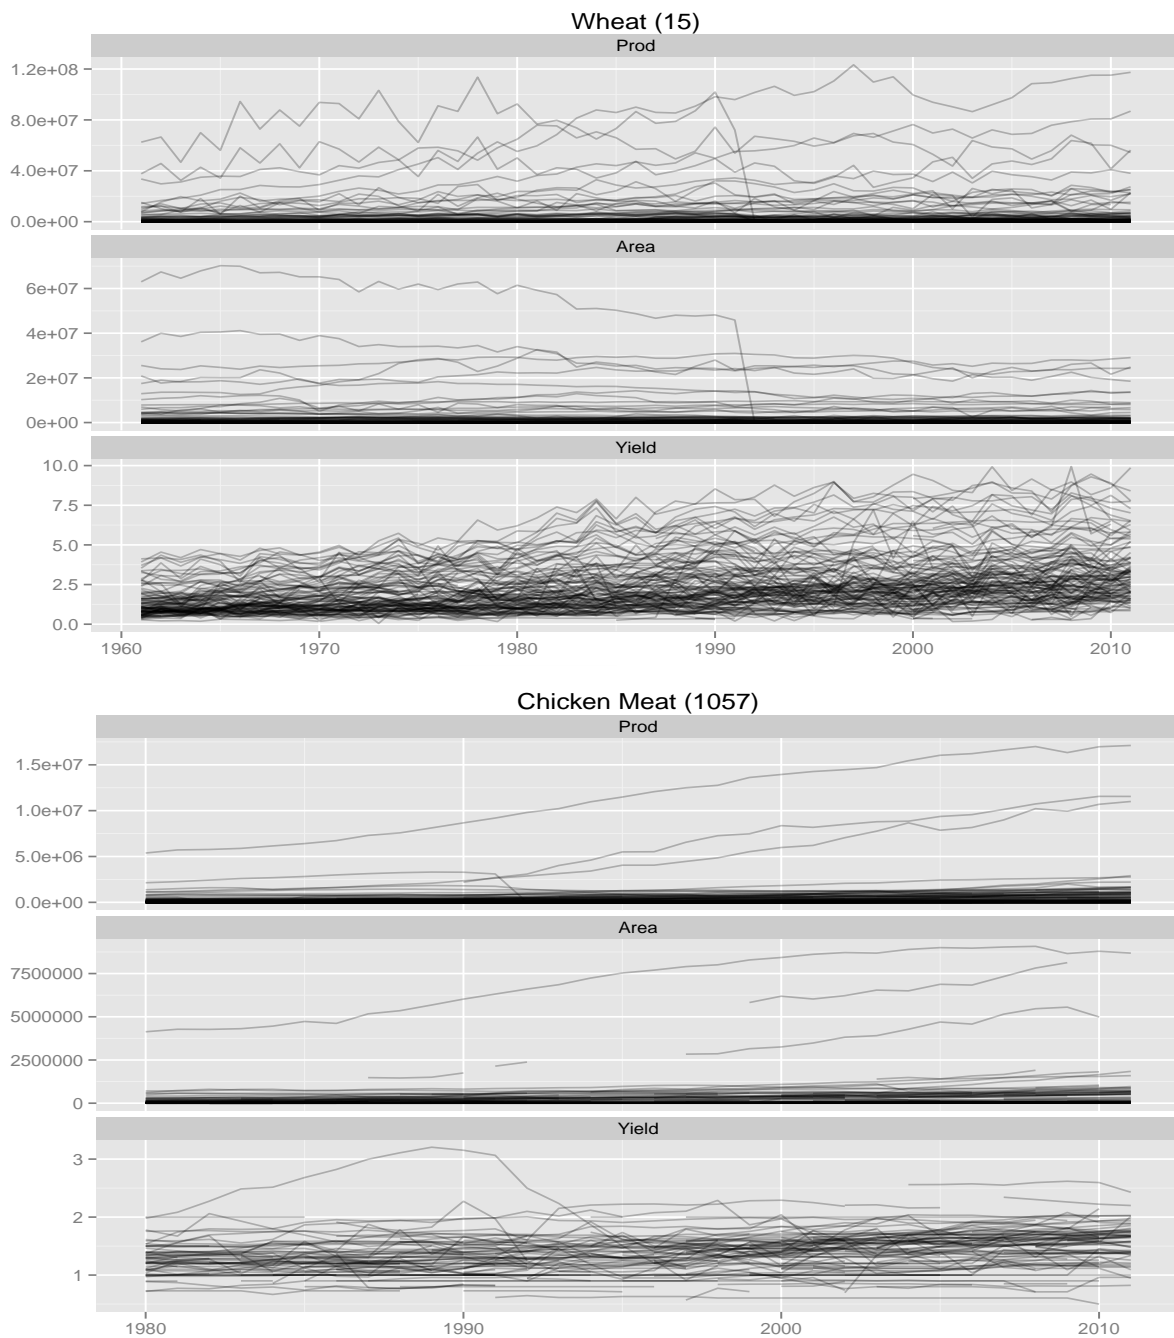 Wheat (15)
Prod
1.2e+08
8.0e+07
4.0e+07
0.0e+00
Area
6e+07
4e+07
2e+07
0e+00
Yield
10.0
7.5
5.0
2.5
0.0
1960 1970 1980 1990 2000 2010
Chicken Meat (1057)
Prod
1.5e+07
1.0e+07
5.0e+06
0.0e+00
Area
7500000
5000000
2500000
0
Yield
3
2
1
1980 1990 2000 2010